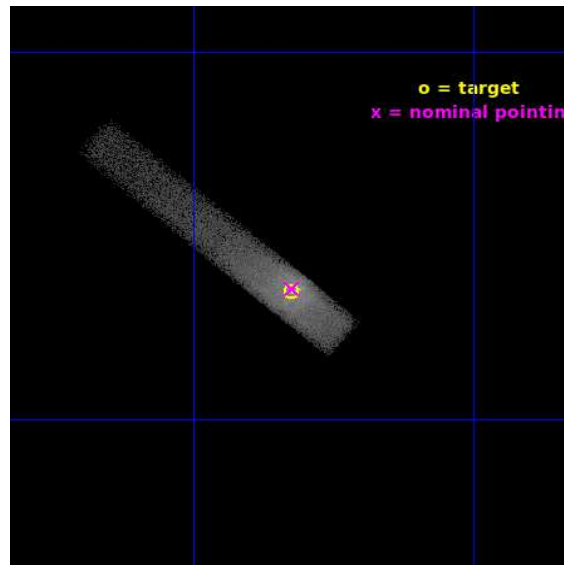 o = target
x = nominal pointin